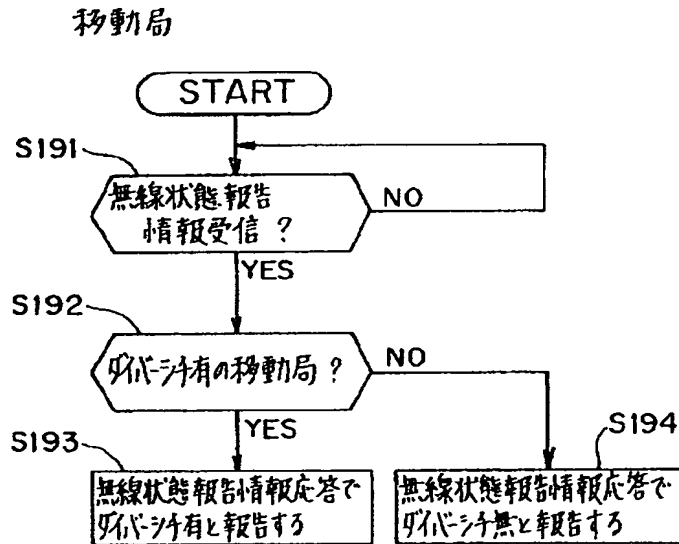 移動局
START
S191
無線状態報告
情報受信 ?
NO
YES
S192
ダイバーシチ有の移動局 ?
NO
YES
S193
無線状態報告情報応答で
ダイバーシチ有と報告する
S194
無線状態報告情報応答で
ダイバーシチ無と報告する